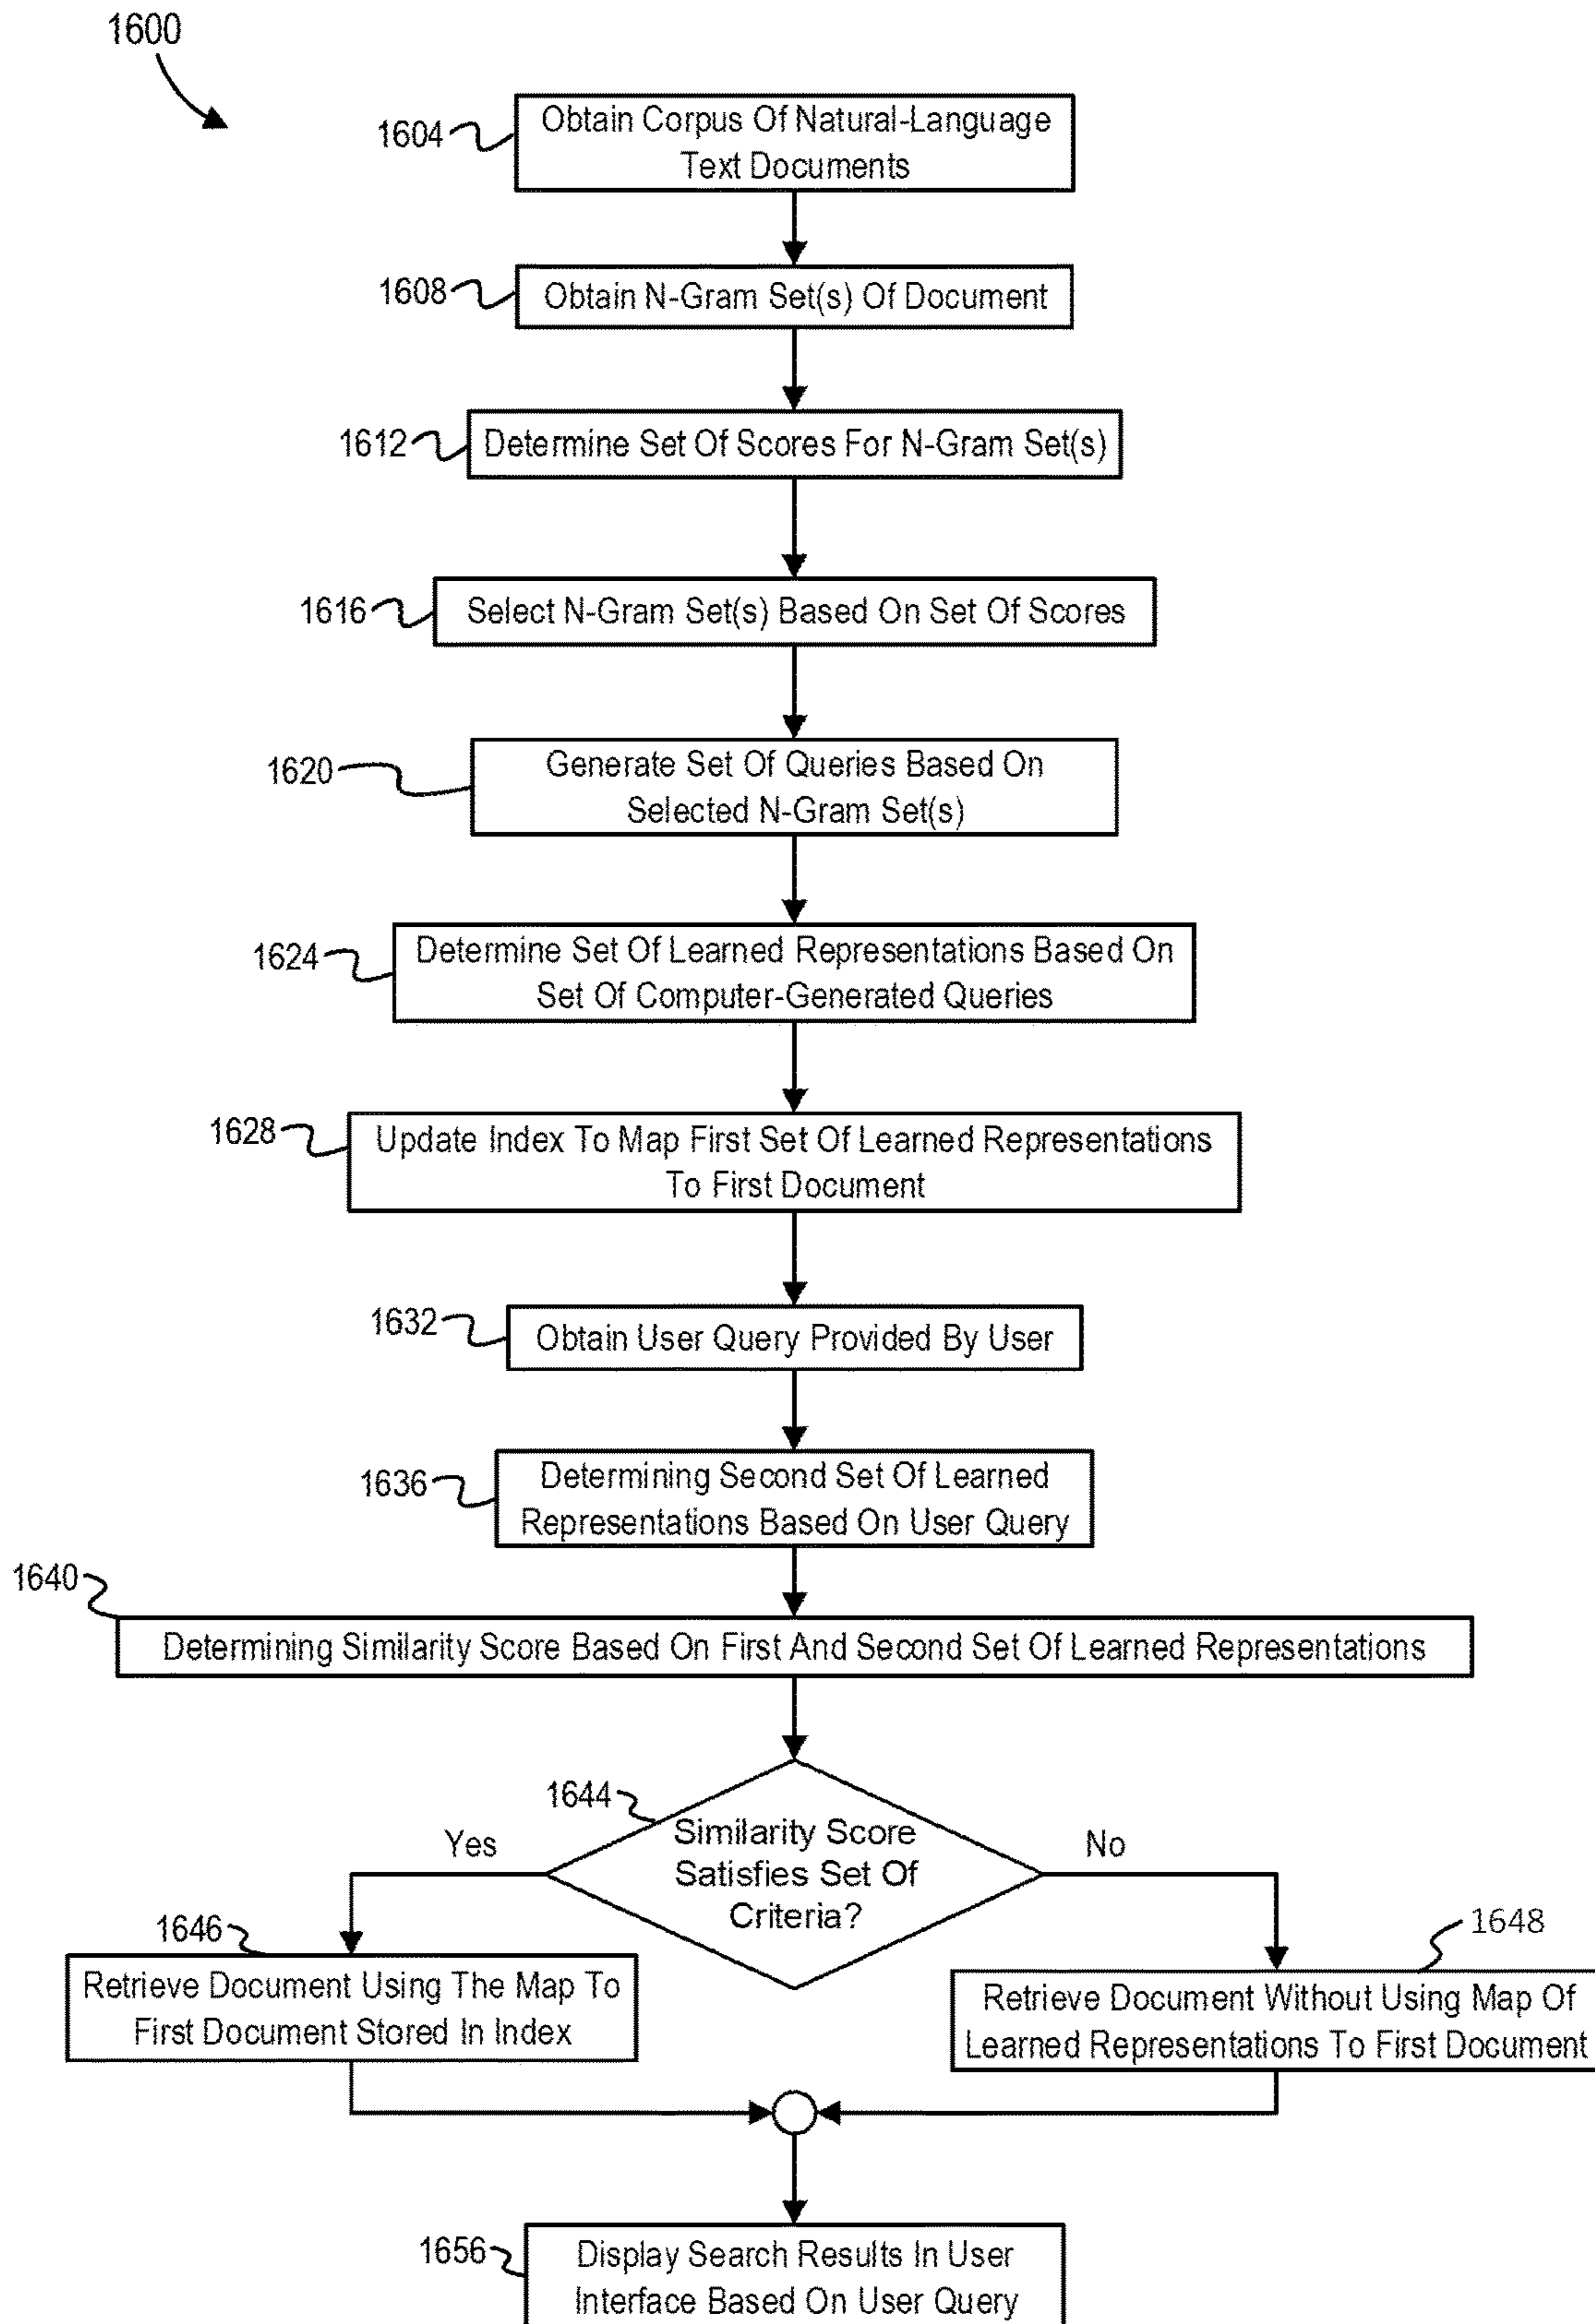 1600
1604
Obtain Corpus Of Natural-Language
Text Documents
1608
Obtain N-Gram Set(s) Of Document
1612
Determine Set Of Scores For N-Gram Set(s)
1616
Select N-Gram Set(s) Based On Set Of Scores
1620
Generate Set Of Queries Based On
Selected N-Gram Set(s)
1624
Determine Set Of Learned Representations Based On
Set Of Computer-Generated Queries
1628
Update Index To Map First Set Of Learned Representations
To First Document
1632
Obtain User Query Provided By User
1636
Determining Second Set Of Learned
Representations Based On User Query
1640
Determining Similarity Score Based On First And Second Set Of Learned Representations
1644
Similarity Score
Satisfies Set Of
Criteria?
Yes
No
1646
Retrieve Document Using The Map To
First Document Stored In Index
1648
Retrieve Document Without Using Map Of
Learned Representations To First Document
1656
Display Search Results In User
Interface Based On User Query